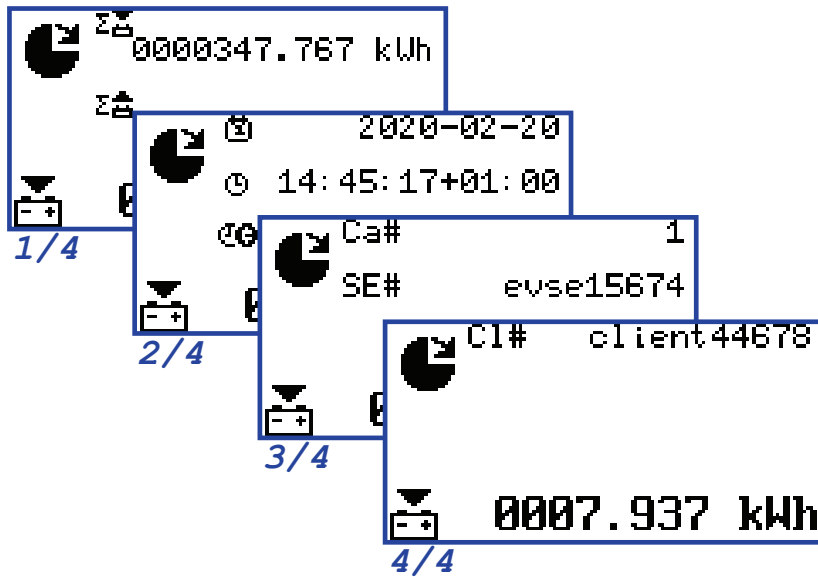 Σ 0000347.767 kWh
Σ
1/4
2020-02-20
14:45:17+01:00
2/4
Ca# 1
SE# evse15674
3/4
Cl# client44678
0007.937 kWh
4/4